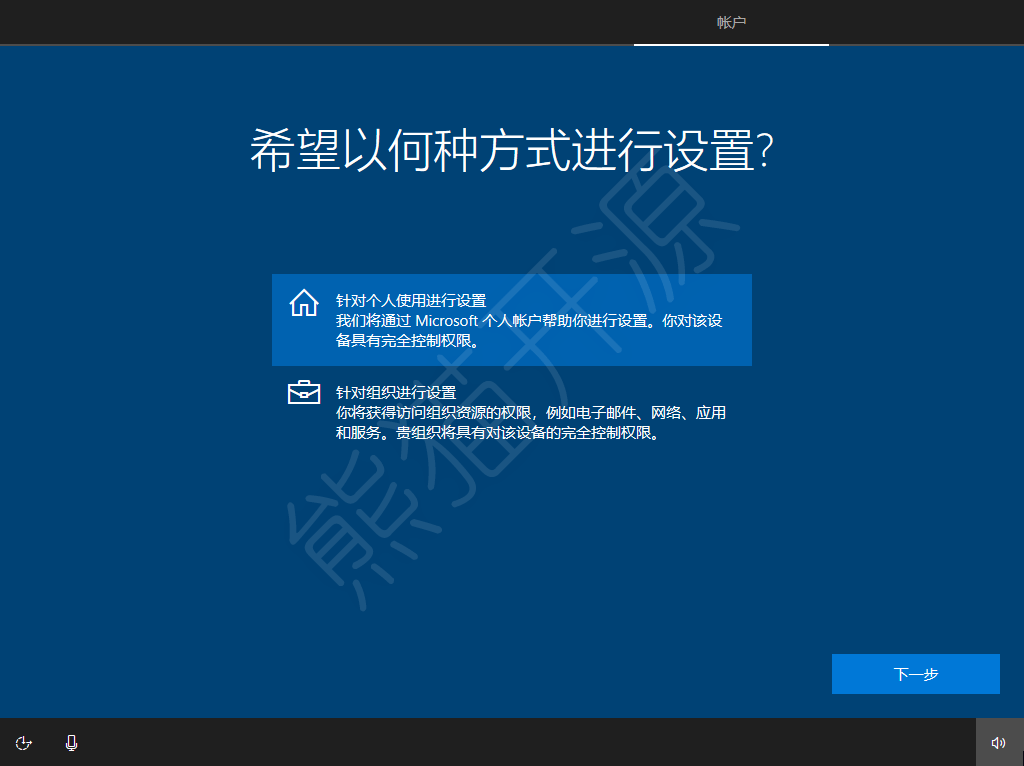 帐户
希望以何种方式进行设置?
针对个人使用进行设置
我们将通过 Microsoft 个人帐户帮助你进行设置。你对该设
备具有完全控制权限。
针对组织进行设置
你将获得访问组织资源的权限，例如电子邮件、网络、应用
和服务。贵组织将具有对该设备的完全控制权限。
熊猫开源
下一步